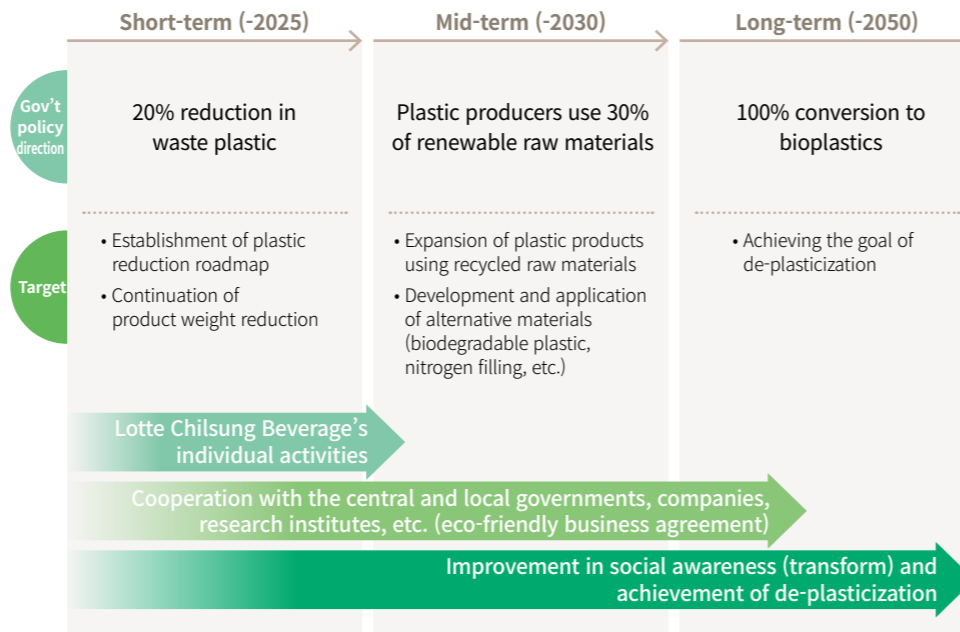 Short-term (-2025)
Mid-term (-2030)
Long-term (-2050)
Gov't
policy
direction
20% reduction in
waste plastic
Plastic producers use 30%
of renewable raw materials
100% conversion to
bioplastics
Target
• Establishment of plastic
reduction roadmap
• Continuation of
product weight reduction
• Expansion of plastic products
using recycled raw materials
• Development and application
of alternative materials
(biodegradable plastic,
nitrogen filling, etc.)
• Achieving the goal of
de-plasticization
Lotte Chilsung Beverage's
individual activities
Cooperation with the central and local governments, companies,
research institutes, etc. (eco-friendly business agreement)
Improvement in social awareness (transform) and
achievement of de-plasticization